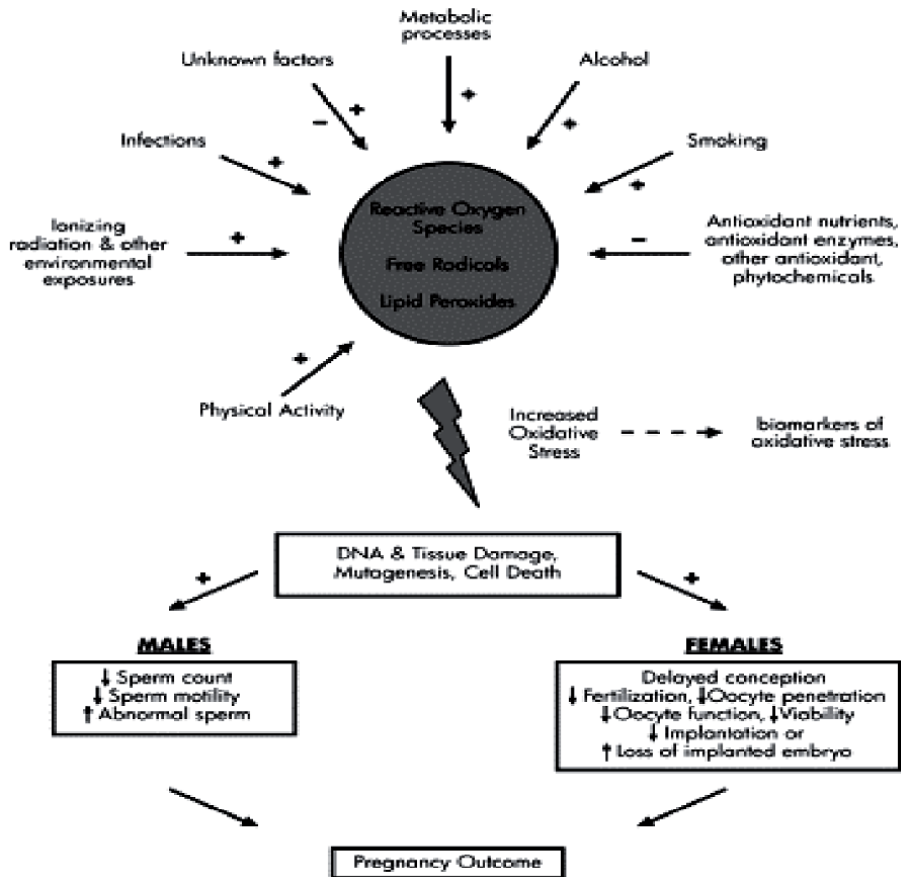 Metabolic
processes
Unknown factors
Alcohol
+
+
−
+
Infections
Smoking
+
+
Ionizing
radiation & other
environmental
exposures
+
Reactive Oxygen
Species
Free Radicals
Lipid Peroxides
−
Antioxidant nutrients,
antioxidant enzymes,
other antioxidant,
phytochemicals
+
Physical Activity
Increased
Oxidative
Stress
biomarkers of
oxidative stress
DNA & Tissue Damage,
Mutagenesis, Cell Death
+
+
MALES
↓ Sperm count
↓ Sperm motility
↑ Abnormal sperm
FEMALES
Delayed conception
↓ Fertilization, ↓Oocyte penetration
↓Oocyte function, ↓Viability
↓ Implantation or
↑ Loss of implanted embryo
Pregnancy Outcome